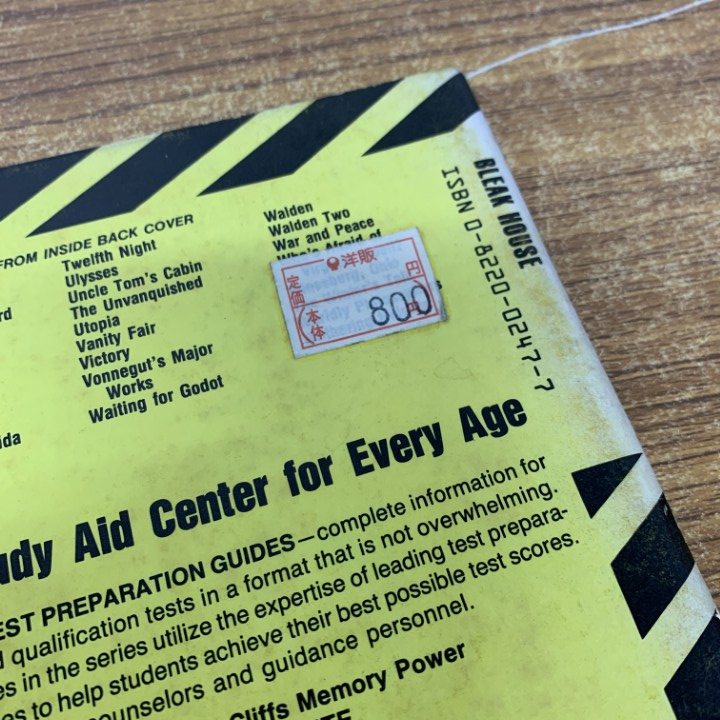 FROM INSIDE BACK COVER
Twelfth Night
Ulysses
Uncle Tom's Cabin
The Unvanquished
Utopia
Vanity Fair
Victory
Vonnegut's Major
Works
Waiting for Godot
Walden
Walden Two
War and Peace
Who's Afraid of
洋販
定価
円
本体
800
円
BLEAK HOUSE
ISBN 0-8220-0247-7
Aid Center for Every Age
PREPARATION GUIDES—complete information for
qualification tests in a format that is not overwhelming.
in the series utilize the expertise of leading test prepara-
to help students achieve their best possible test scores.
counselors and guidance personnel.
Cliffs Memory Power